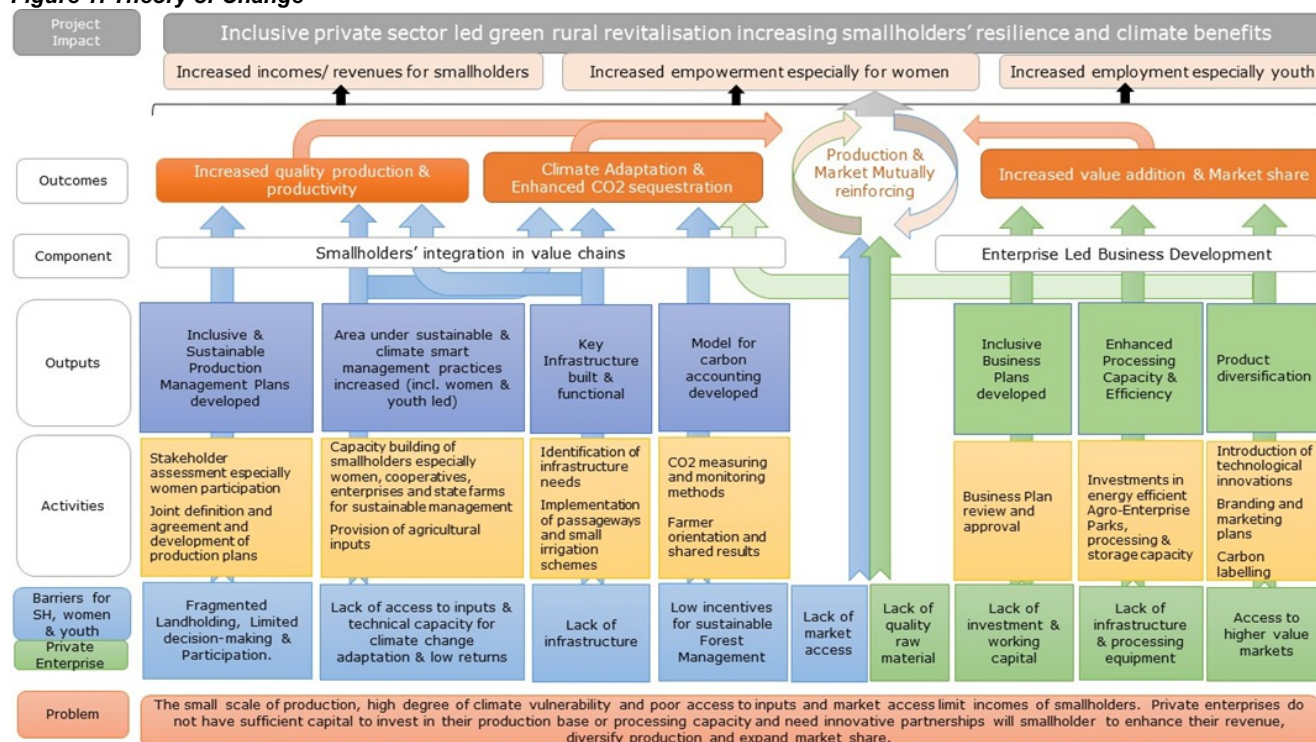 Figure 1: Theory of Change
Project
Impact
Inclusive private sector led green rural revitalisation increasing smallholders' resilience and climate benefits
Increased incomes/ revenues for smallholders
Increased empowerment especially for women
Increased employment especially youth
Outcomes
Increased quality production &
productivity
Climate Adaptation &
Enhanced CO2 sequestration
Production &
Market Mutually
reinforcing
Increased value addition & Market share
Component
Smallholders' integration in value chains
Enterprise Led Business Development
Outputs
Inclusive &
Sustainable
Production
Management Plans
developed
Area under sustainable &
climate smart
management practices
increased (incl. women &
youth led)
Key
Infrastructure
built &
functional
Model for
carbon
accounting
developed
Inclusive
Business
Plans
developed
Enhanced
Processing
Capacity &
Efficiency
Product
diversification
Activities
Stakeholder
assessment especially
women participation
Joint definition and
agreement and
development of
production plans
Capacity building of
smallholders especially
women, cooperatives,
enterprises and state farms
for sustainable management
Provision of agricultural
inputs
Identification of
infrastructure
needs
Implementation
of passageways
and small
irrigation
schemes
CO2 measuring
and monitoring
methods
Farmer
orientation and
shared results
Business Plan
review and
approval
Investments in
energy efficient
Agro-Enterprise
Parks,
processing &
storage capacity
Introduction of
technological
innovations
Branding and
marketing
plans
Carbon
labelling
Barriers for
SH, women
& youth
Private
Enterprise
Fragmented
Landholding, Limited
decision-making &
Participation.
Lack of access to inputs &
technical capacity for
climate change
adaptation & low returns
Lack of
infrastructure
Low incentives
for sustainable
Forest
Management
Lack of
market
access
Lack of
quality
raw
material
Lack of
investment &
working
capital
Lack of
infrastructure
& processing
equipment
Access to
higher value
markets
Problem
The small scale of production, high degree of climate vulnerability and poor access to inputs and market access limit incomes of smallholders. Private enterprises do
not have sufficient capital to invest in their production base or processing capacity and need innovative partnerships will smallholder to enhance their revenue,
diversify production and expand market share.